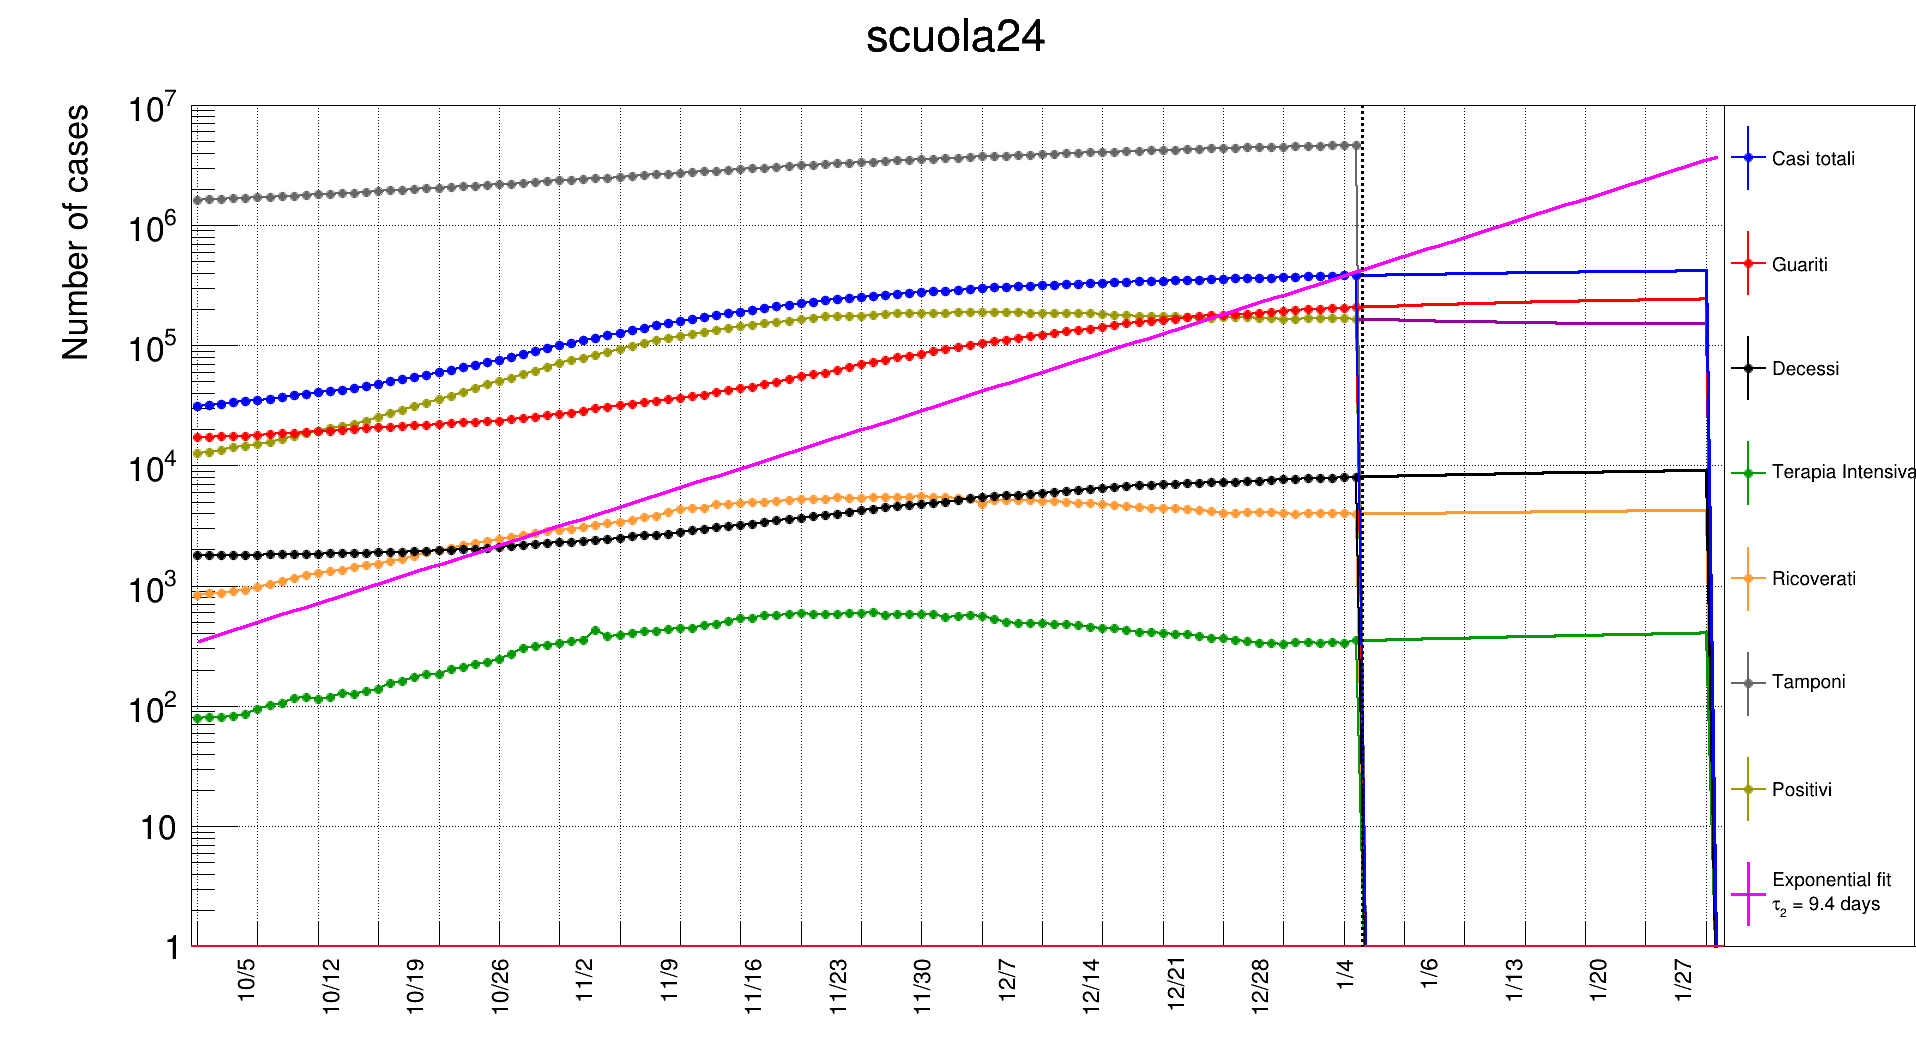 scuola24
Number of cases
10^7
10^6
10^5
10^4
10^3
10^2
10
1
10/5 10/12 10/19 10/26 11/2 11/9 11/16 11/23 11/30 12/7 12/14 12/21 12/28 1/4 1/6 1/13 1/20 1/27
Casi totali
Guariti
Decessi
Terapia Intensiva
Ricoverati
Tamponi
Positivi
Exponential fit
τ₂ = 9.4 days